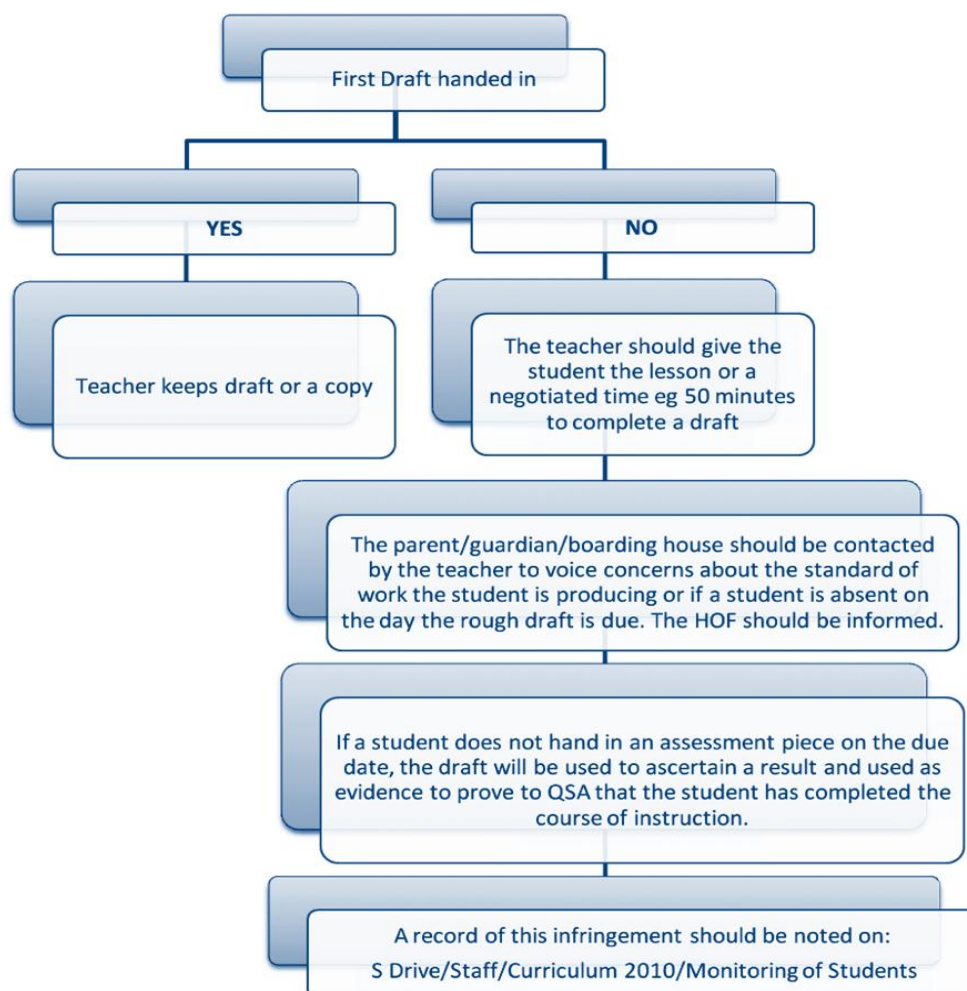 First Draft handed in
YES
NO
Teacher keeps draft or a copy
The teacher should give the
student the lesson or a
negotiated time eg 50 minutes
to complete a draft
The parent/guardian/boarding house should be contacted
by the teacher to voice concerns about the standard of
work the student is producing or if a student is absent on
the day the rough draft is due. The HOF should be informed.
If a student does not hand in an assessment piece on the due
date, the draft will be used to ascertain a result and used as
evidence to prove to QSA that the student has completed the
course of instruction.
A record of this infringement should be noted on:
S Drive/Staff/Curriculum 2010/Monitoring of Students